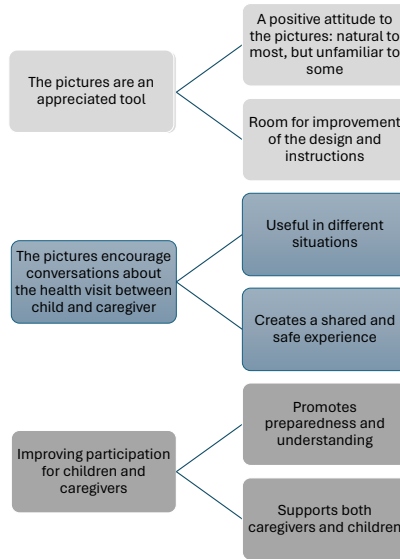 The pictures are an
appreciated tool
A positive attitude to
the pictures: natural to
most, but unfamiliar to
some
Room for improvement
of the design and
instructions
The pictures encourage
conversations about
the health visit between
child and caregiver
Useful in different
situations
Creates a shared and
safe experience
Improving participation
for children and
caregivers
Promotes
preparedness and
understanding
Supports both
caregivers and children